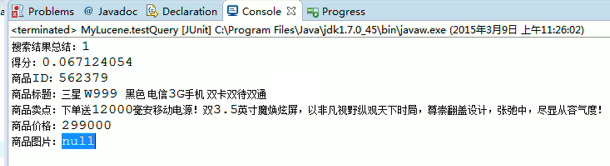 Problems @ Javadoc Declaration Console Progress
<terminated> MyLucene.testQuery [JUnit] C:\Program Files\Java\jdk1.7.0_45\bin\javaw.exe (2015年3月9日 上午11:26:02)
搜索结果总结：1
得分：0.067124054
商品ID：562379
商品标题：三星 W999 黑色 电信3G手机 双卡双待双通
商品卖点：下单送12000毫安移动电源！双3.5英寸魔焕炫屏，以非凡视野纵观天下时局，尊崇翻盖设计，张弛中，尽显从容气度！
商品价格：299000
商品图片：null